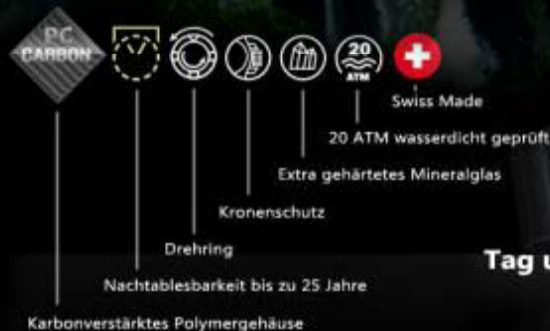 PC
CARBON
20
ATM
Swiss Made
20 ATM wasserdicht geprüft
Extra gehärtetes Mineralglas
Kronenschutz
Drehring
Tag
Nachtablesbarkeit bis zu 25 Jahre
Karbonverstärktes Polymergehäuse